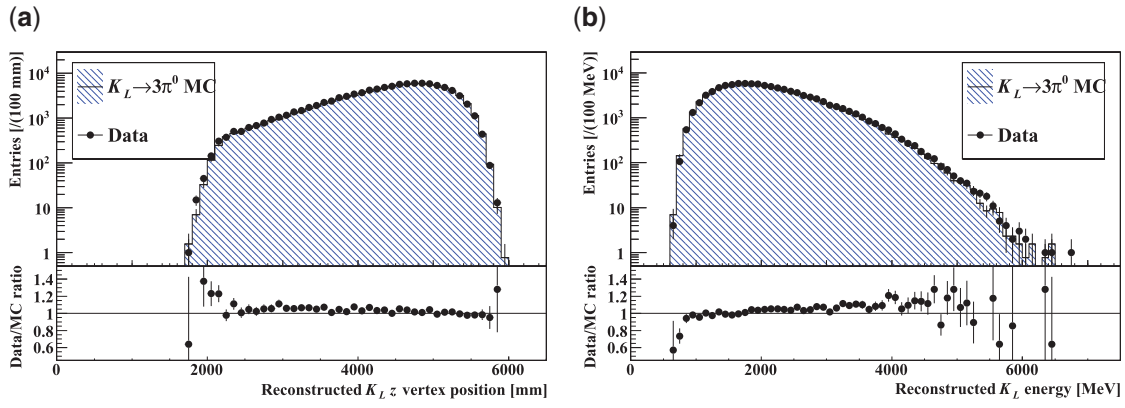 (a)
Entries [/(100 mm)]
10⁴
10³
10²
10
1
K_L→3π⁰ MC
Data
Data/MC ratio
1.4
1.2
1
0.8
0.6
0
2000
4000
6000
Reconstructed K_L z vertex position [mm]
(b)
Entries [/(100 MeV)]
10⁴
10³
10²
10
1
K_L→3π⁰ MC
Data
Data/MC ratio
1.4
1.2
1
0.8
0.6
0
2000
4000
6000
Reconstructed K_L energy [MeV]